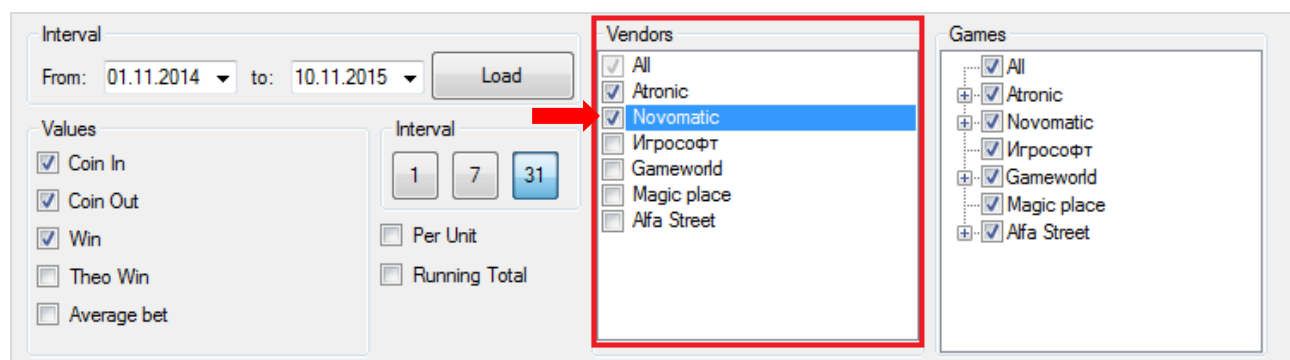 Interval
From: 01.11.2014 to: 10.11.2015 Load
Values
Coin In
Coin Out
Win
Theo Win
Average bet
Interval
1 7 31
Per Unit
Running Total
Vendors
All
Atronic
Novomatic
Игрософт
Gameworld
Magic place
Alfa Street
Games
All
Atronic
Novomatic
Игрософт
Gameworld
Magic place
Alfa Street